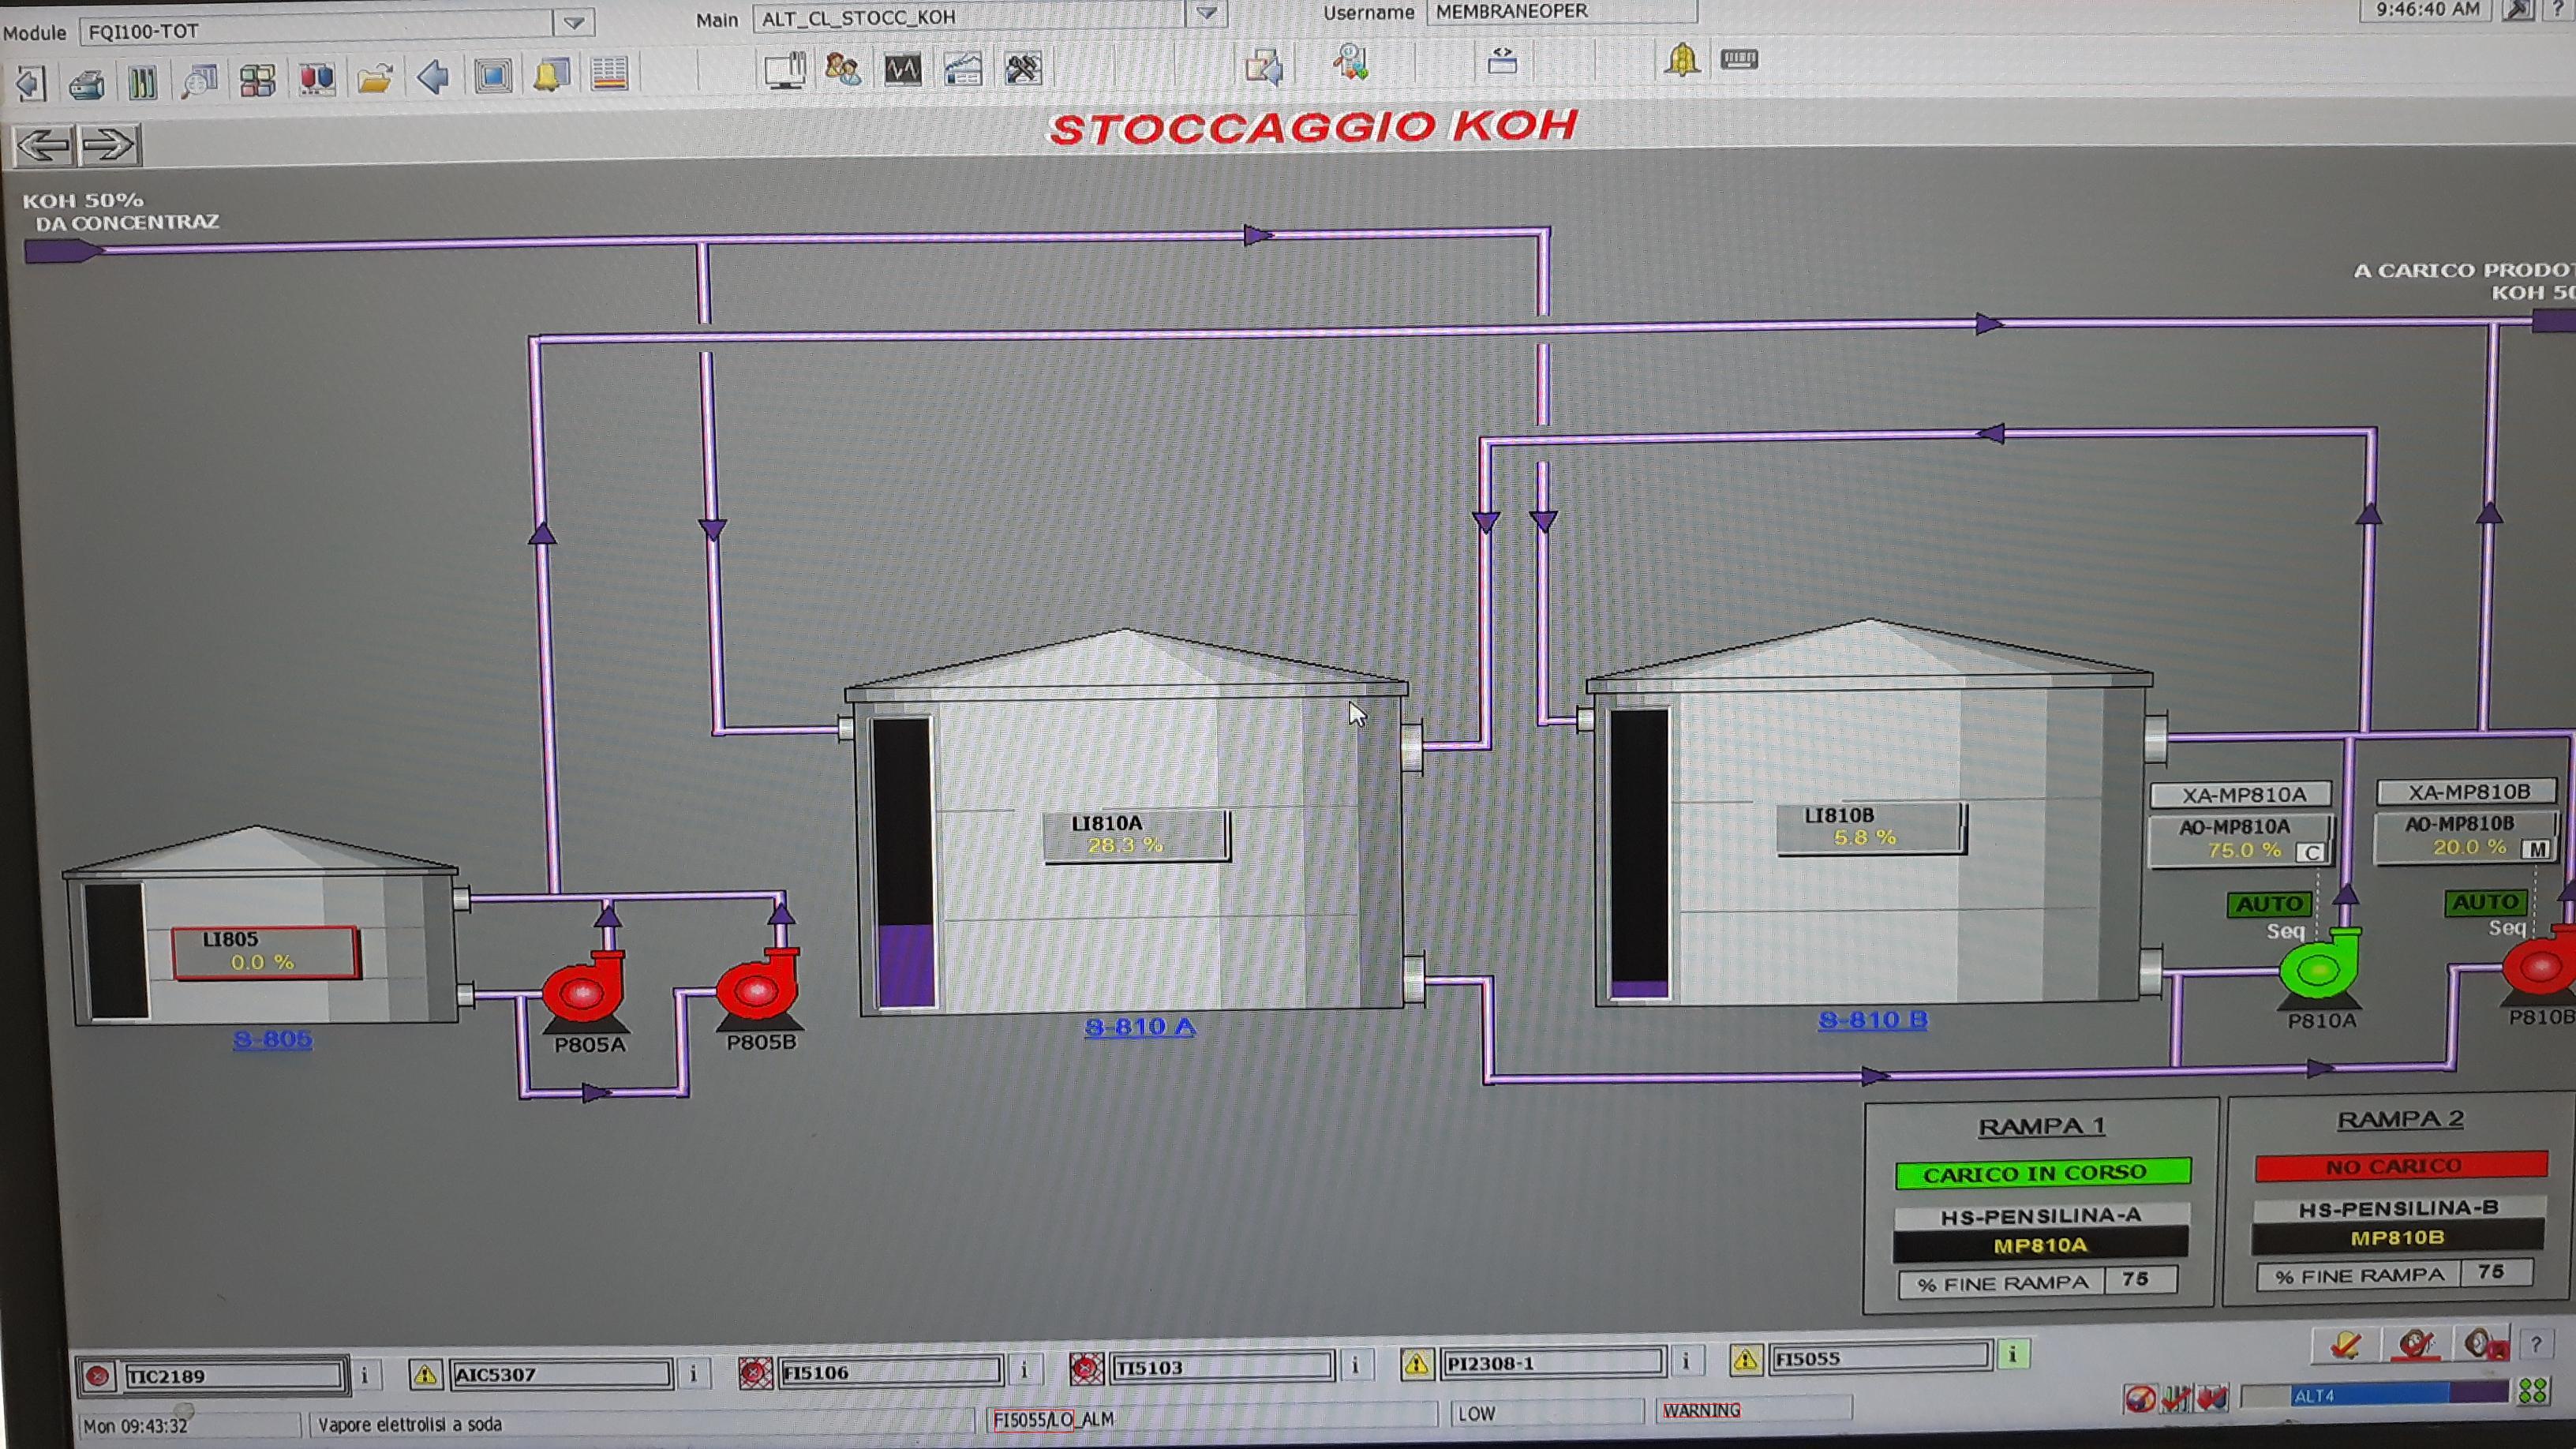 Module FQI100-TOT
Main ALT_CL_STOCC_KOH
Username MEMBRANEOPER
9:46:40 AM
?
STOCCAGGIO KOH
KOH 50%
DA CONCENTRAZ
A CARICO PRODOT
KOH 50
LI805
0.0 %
S-805
P805A
P805B
LI810A
28.3 %
S-810 A
LI810B
5.8 %
S-810 B
XA-MP810A
AO-MP810A
75.0 % C
AUTO
Seq
P810A
XA-MP810B
AO-MP810B
20.0 % M
AUTO
Seq
P810B
RAMPA 1
CARICO IN CORSO
HS-PENSILINA-A
MP810A
% FINE RAMPA 75
RAMPA 2
NO CARICO
HS-PENSILINA-B
MP810B
% FINE RAMPA 75
TIC2189 i
AIC5307 i
FI5106 i
TI5103 i
PI2308-1 i
FI5055 i
?
Mon 09:43:32
Vapore elettrolisi a soda
FI5055/LO_ALM
LOW
WARNING
ALT4